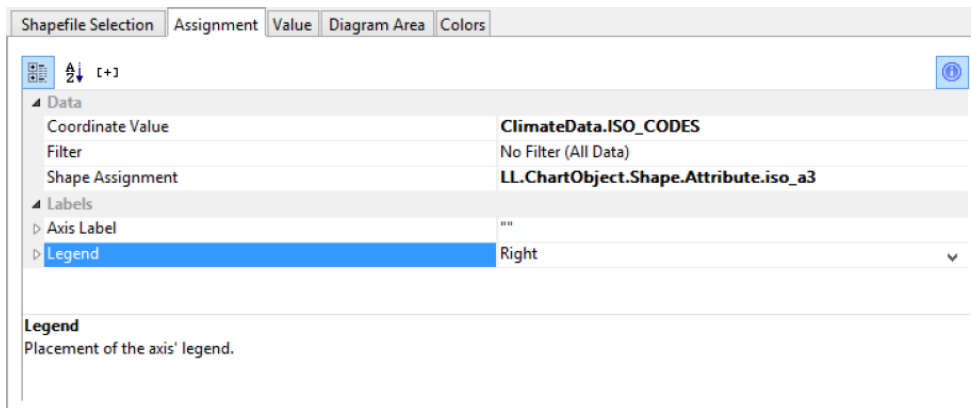 Shapefile Selection Assignment Value Diagram Area Colors
A Z [+]
Data
Coordinate Value ClimateData.ISO_CODES
Filter No Filter (All Data)
Shape Assignment LL.ChartObject.Shape.Attribute.iso_a3
Labels
Axis Label ""
Legend Right
Legend
Placement of the axis' legend.